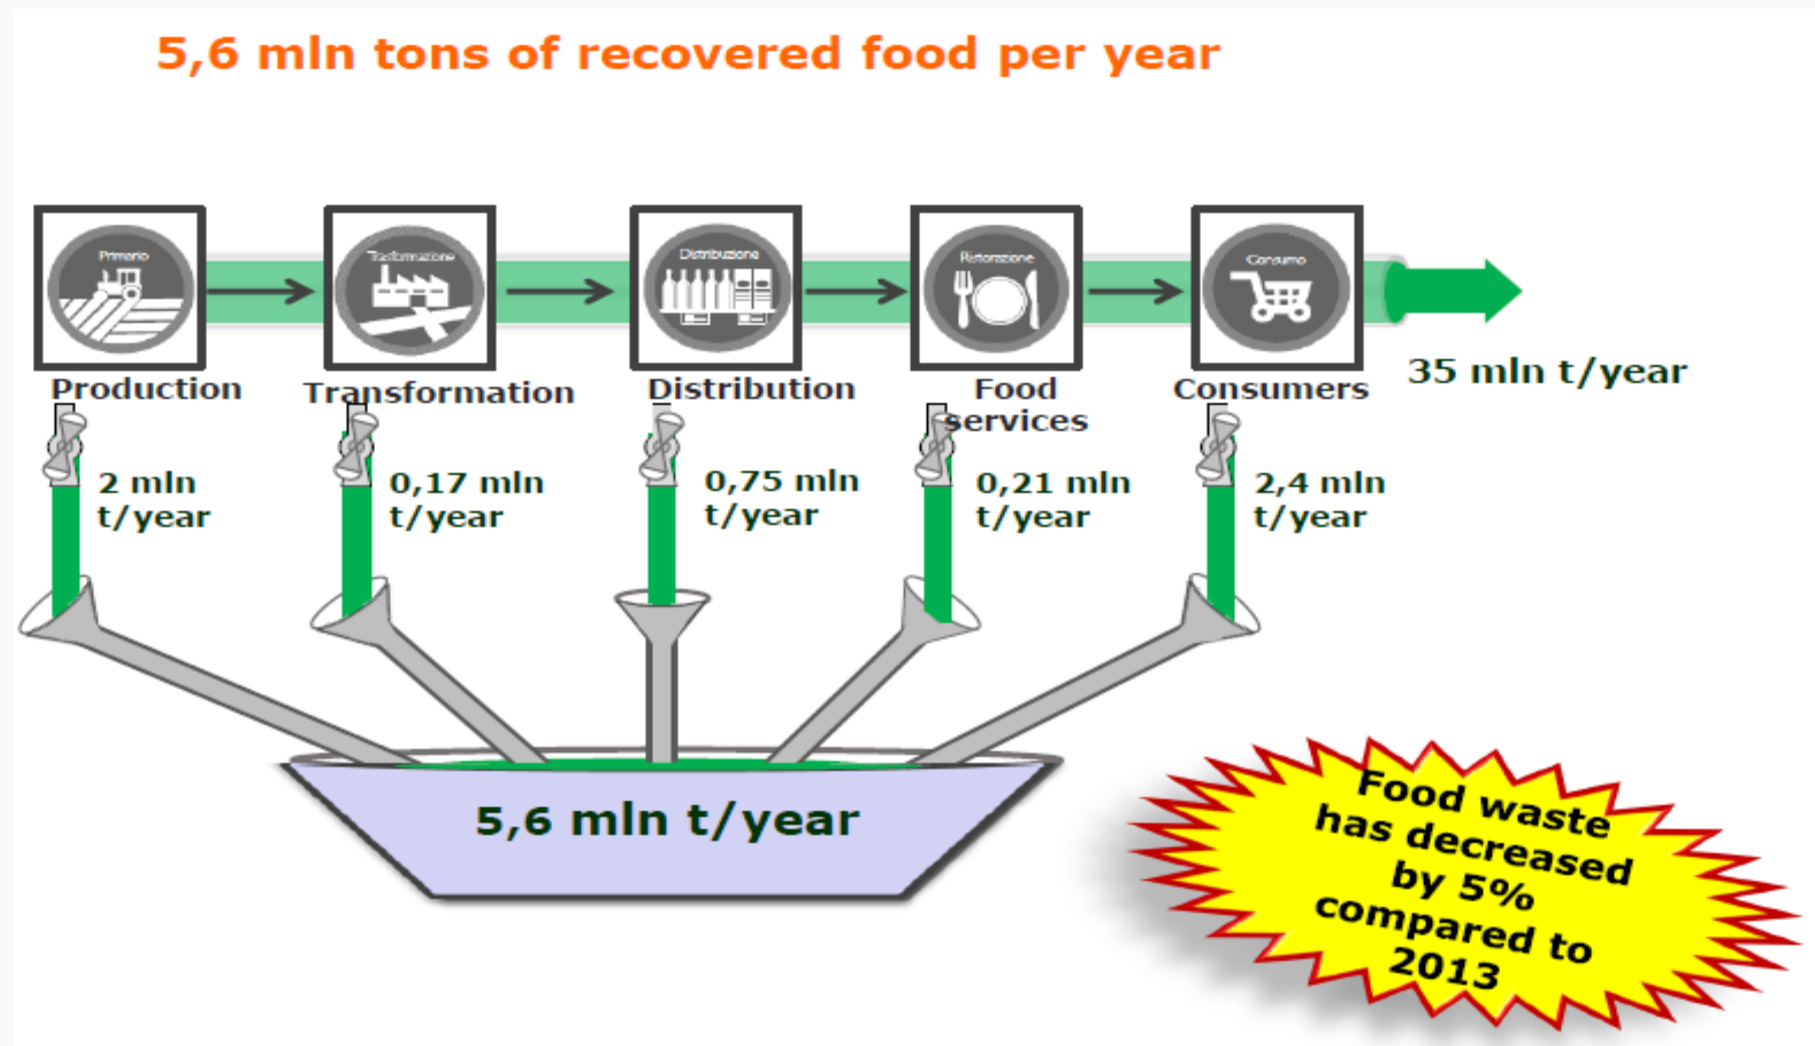 5,6 mln tons of recovered food per year
Primario
Trasformazione
Distribuzione
Ristorazione
Consumo
Production
Transformation
Distribution
Food
services
Consumers
35 mln t/year
2 mln
t/year
0,17 mln
t/year
0,75 mln
t/year
0,21 mln
t/year
2,4 mln
t/year
5,6 mln t/year
Food waste
has decreased
by 5%
compared to
2013